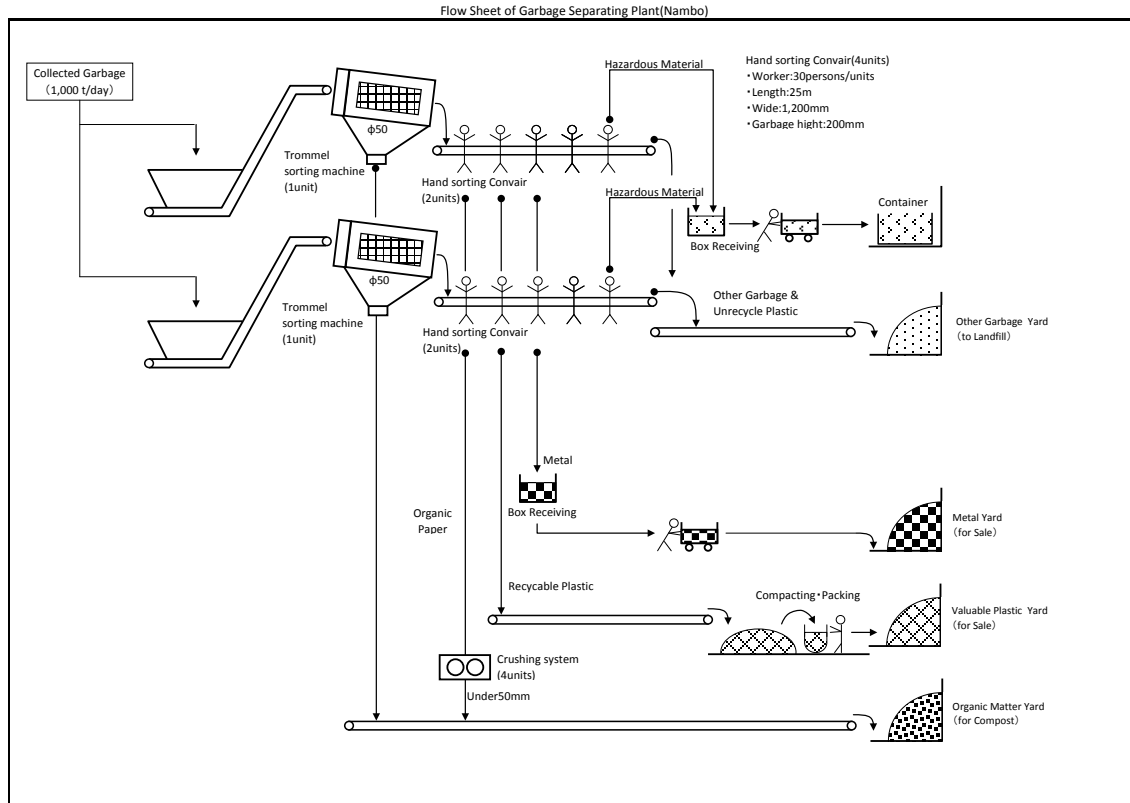 Flow Sheet of Garbage Separating Plant(Nambo)
Collected Garbage
(1,000 t/day)
Hazardous Material
Hand sorting Convair(4units)
・Worker:30persons/units
・Length:25m
・Wide:1,200mm
・Garbage hight:200mm
ϕ50
Trommel
sorting machine
(1unit)
Hand sorting Convair
(2units)
Hazardous Material
Box Receiving
Container
ϕ50
Trommel
sorting machine
(1unit)
Hand sorting Convair
(2units)
Other Garbage &
Unrecycle Plastic
Other Garbage Yard
(to Landfill)
Metal
Box Receiving
Organic
Paper
Metal Yard
(for Sale)
Recycable Plastic
Compacting・Packing
Valuable Plastic Yard
(for Sale)
Crushing system
(4units)
Under50mm
Organic Matter Yard
(for Compost)